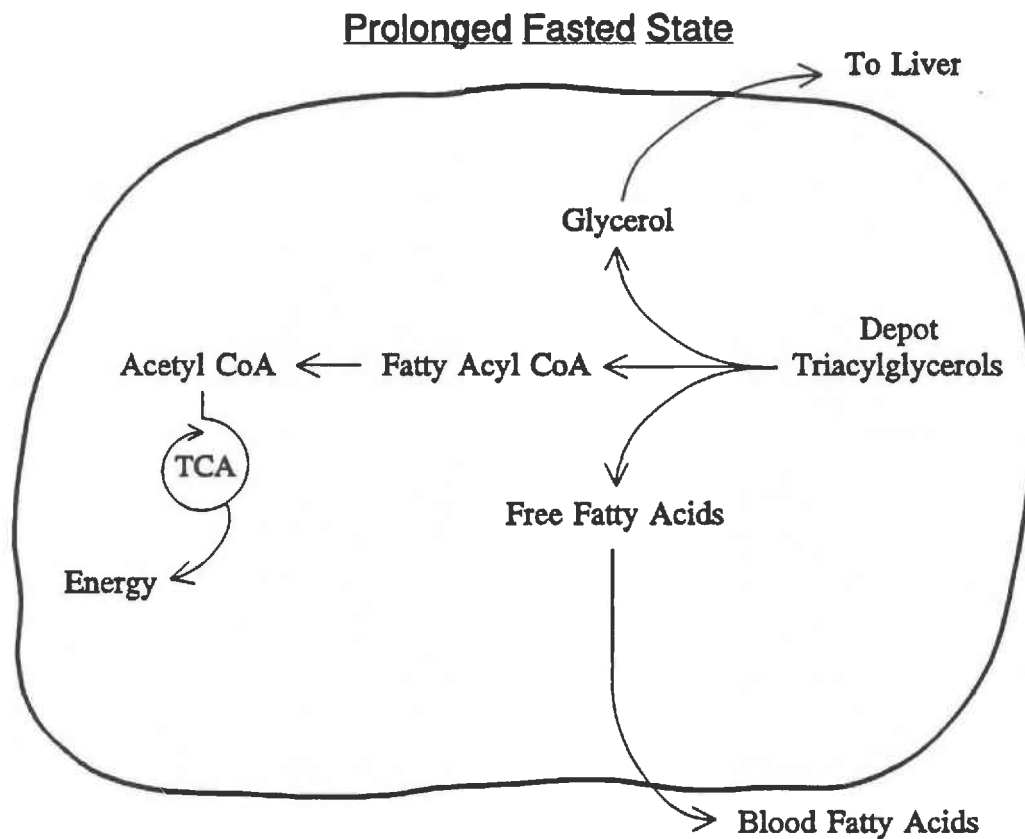 Prolonged Fasted State
To Liver
Glycerol
Depot
Triacylglycerols
Acetyl CoA
Fatty Acyl CoA
TCA
Free Fatty Acids
Energy
Blood Fatty Acids